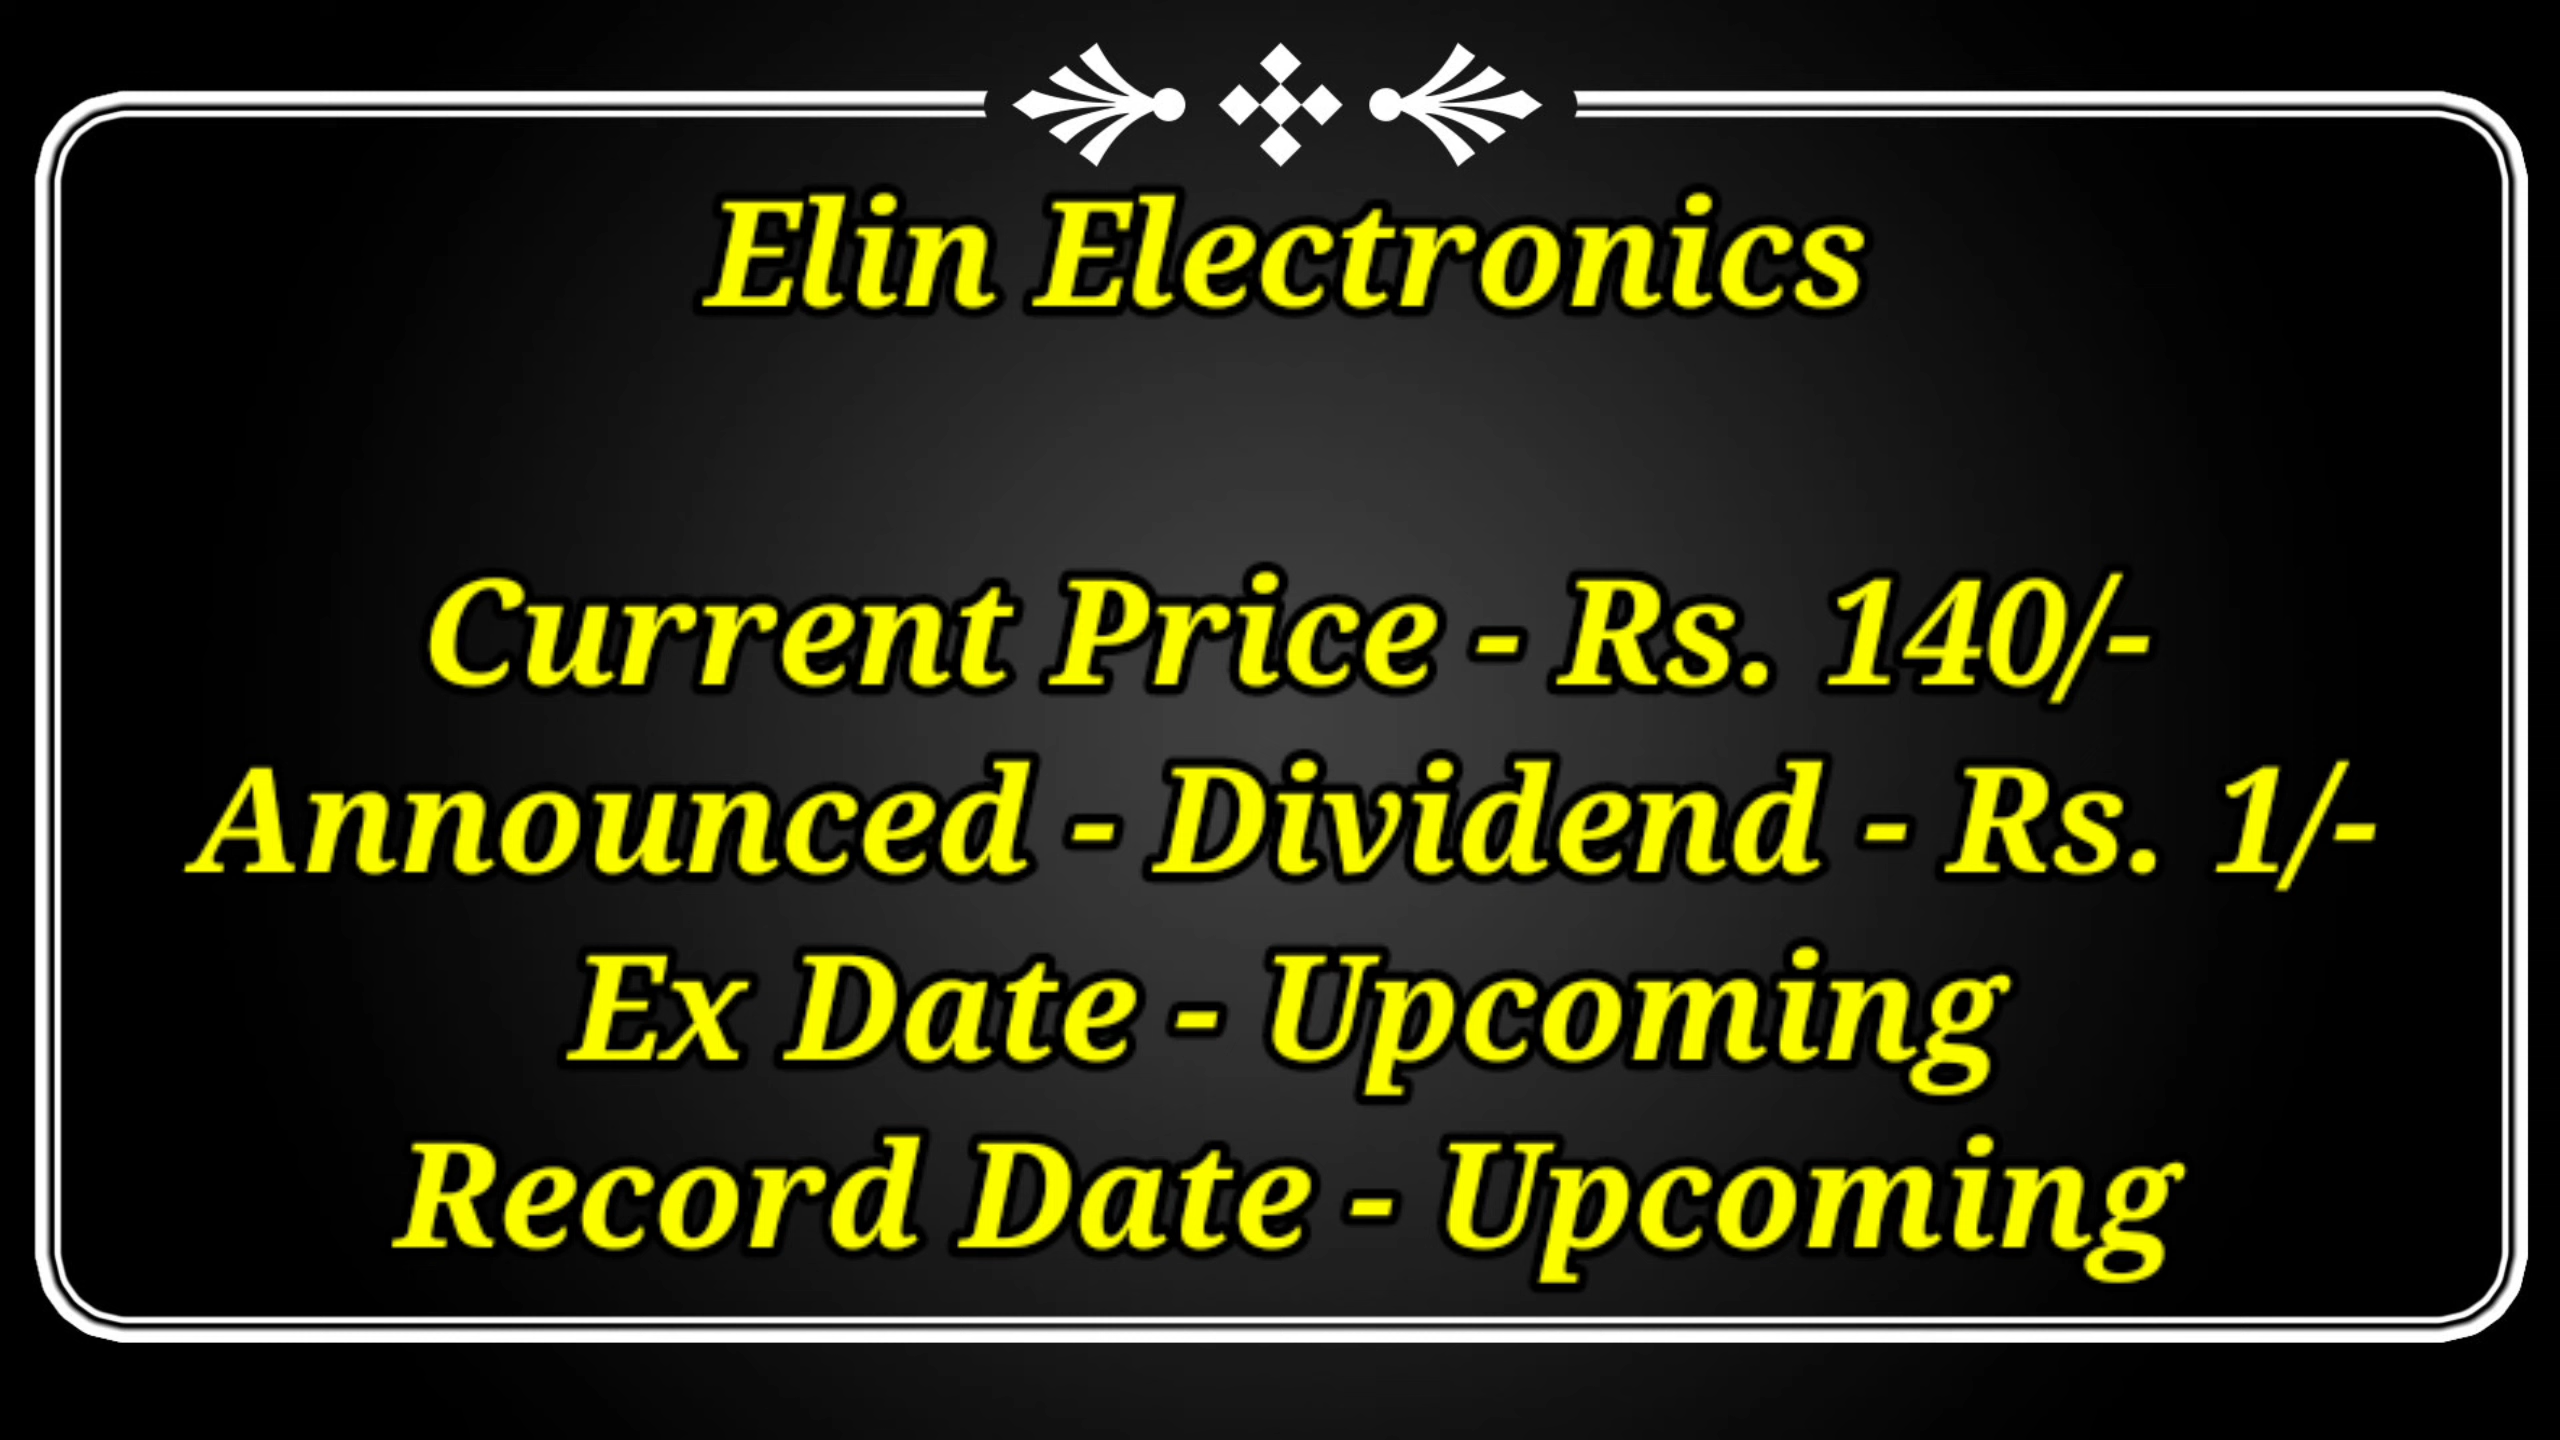 Elin Electronics
Current Price - Rs. 140/-
Announced - Dividend - Rs. 1/-
Ex Date - Upcoming
Record Date - Upcoming